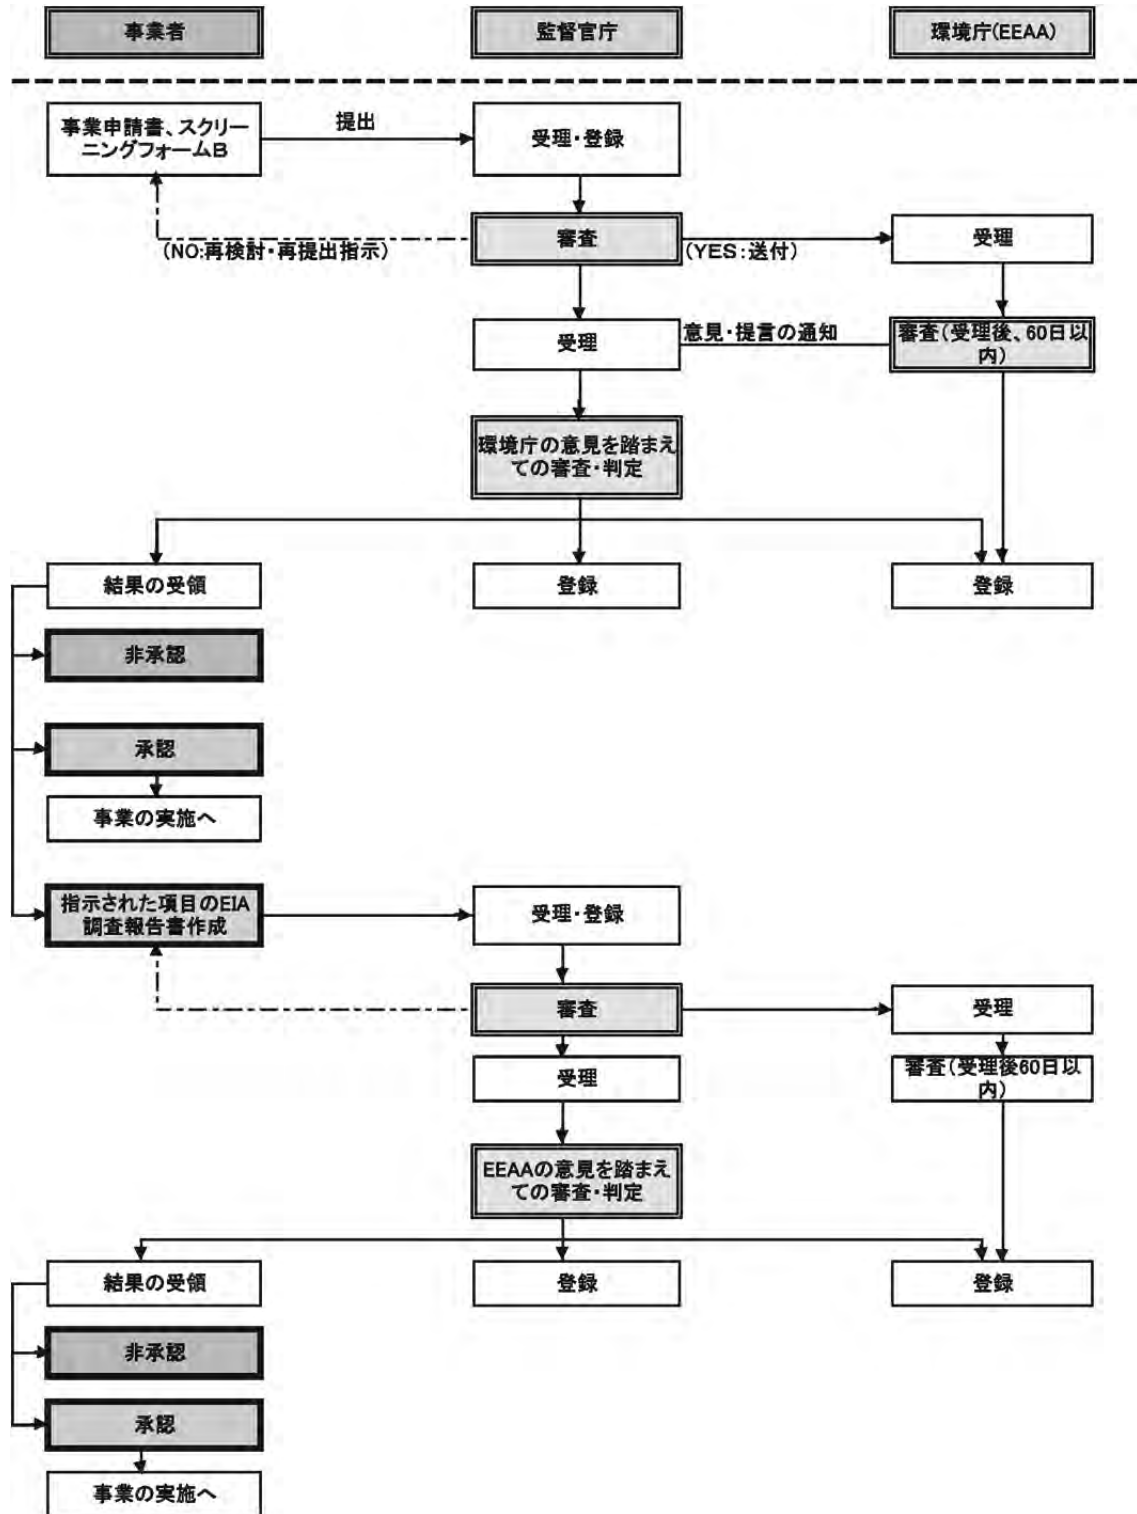 事業者
監督官庁
環境庁(EEAA)
事業申請書、スクリー
ニングフォームB
提出
受理・登録
(NO:再検討・再提出指示)
審査
(YES:送付)
受理
受理
意見・提言の通知
審査(受理後、60日以
内)
環境庁の意見を踏まえ
ての審査・判定
結果の受領
登録
登録
非承認
承認
事業の実施へ
指示された項目のEIA
調査報告書作成
受理・登録
審査
受理
受理
審査(受理後60日以
内)
EEAAの意見を踏まえ
ての審査・判定
結果の受領
登録
登録
非承認
承認
事業の実施へ